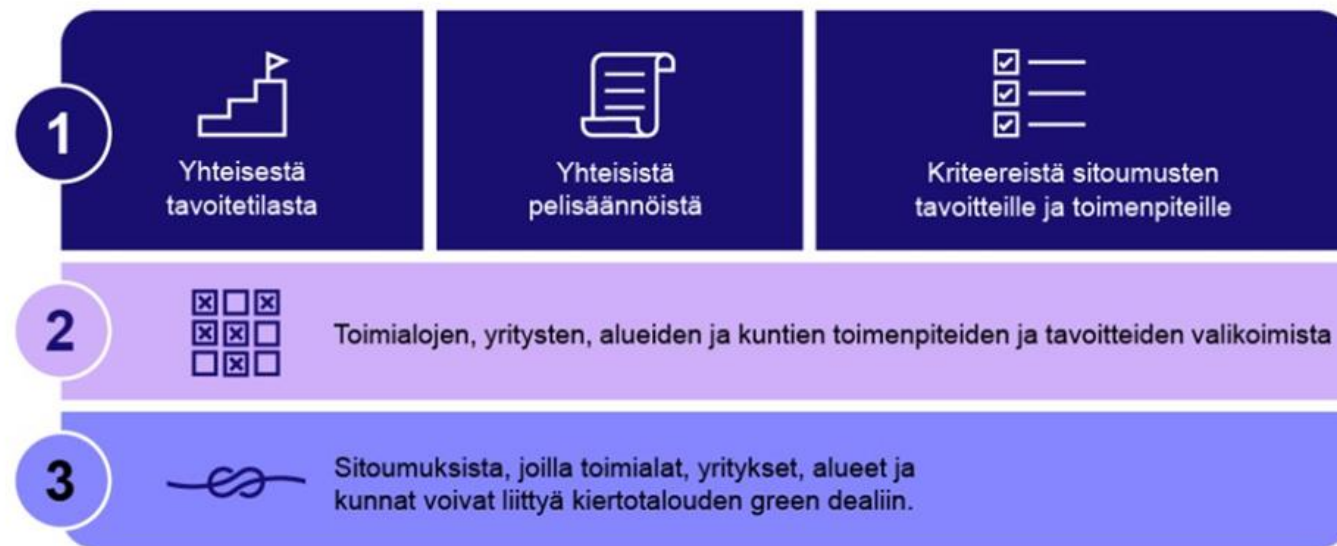 1
Yhteisestä
tavoitetilasta
Yhteisistä
pelisäännöistä
Kriteereistä sitoumusten
tavoitteille ja toimenpiteille
2
Toimialojen, yritysten, alueiden ja kuntien toimenpiteiden ja tavoitteiden valikoimista
3
Sitoumuksista, joilla toimialat, yritykset, alueet ja
kunnat voivat liittyä kiertotalouden green dealiin.